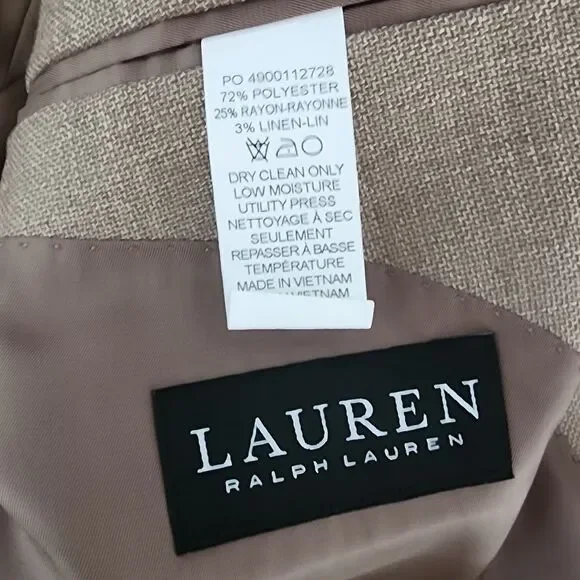 PO 4900112728
72% POLYESTER
25% RAYON-RAYONNE
3% LINEN-LIN
DRY CLEAN ONLY
LOW MOISTURE
UTILITY PRESS
NETTOYAGE À SEC
SEULEMENT
REPASSER À BASSE
TEMPÉRATURE
MADE IN VIETNAM
VIETNAM
LAUREN
RALPH LAUREN